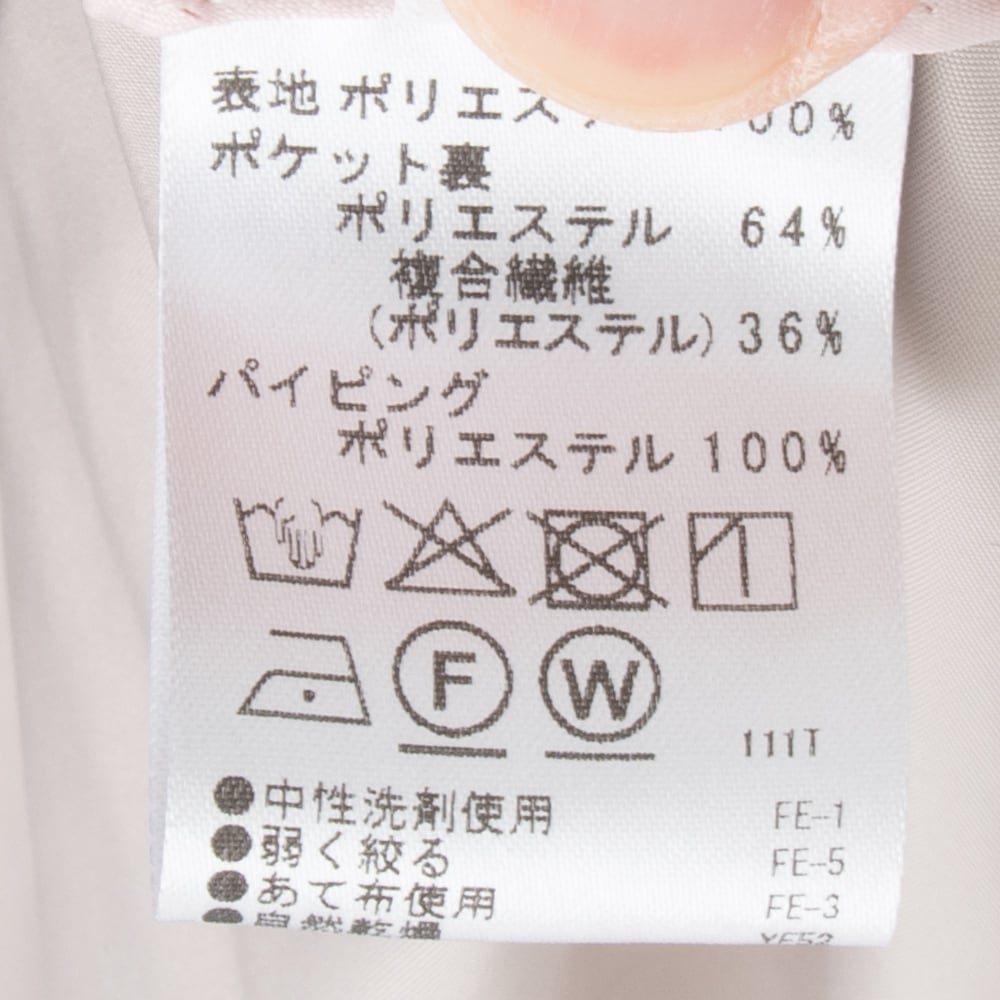 表地 ポリエス 00%
ポケット裏
ポリエステル 64%
複合繊維
(ポリエステル) 36%
パイピング
ポリエステル 100%
F W
111T
●中性洗剤使用 FE-1
●弱く絞る FE-5
●あて布使用 FE-3